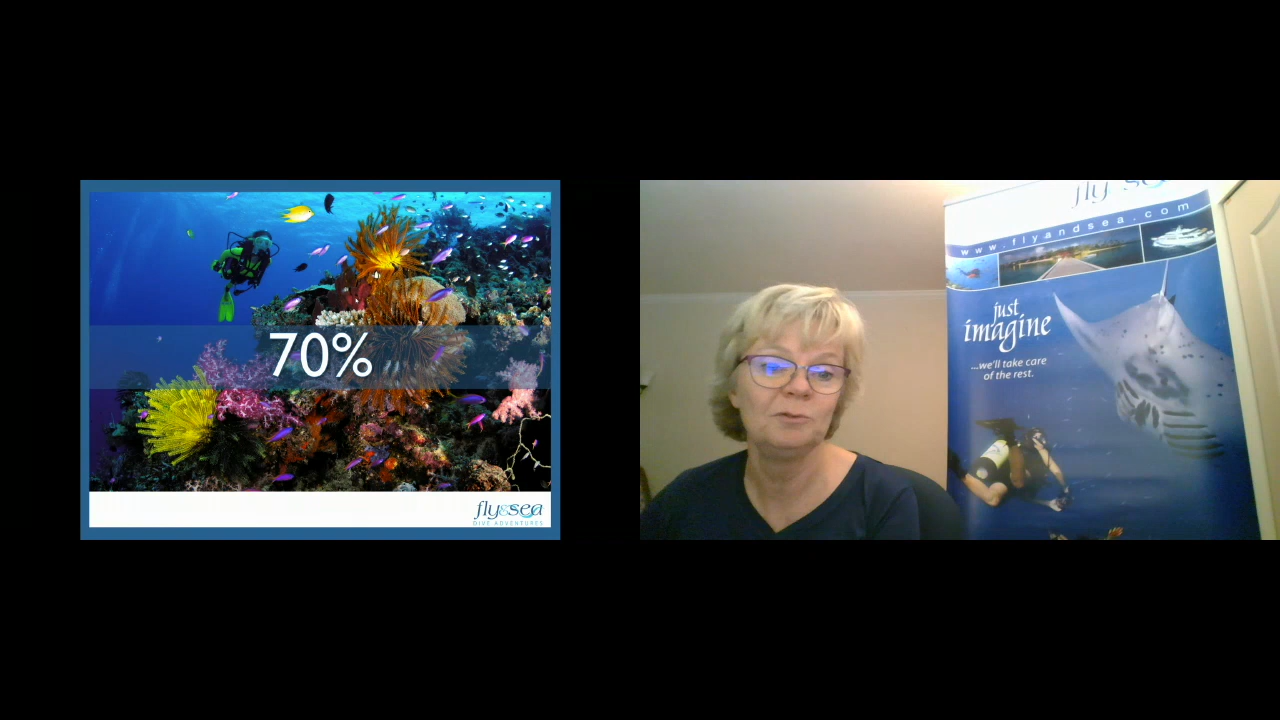 70%
fly&sea
DIVE ADVENTURES
fly&sea
www.flyandsea.com
just
imagine
...we'll take care
of the rest.